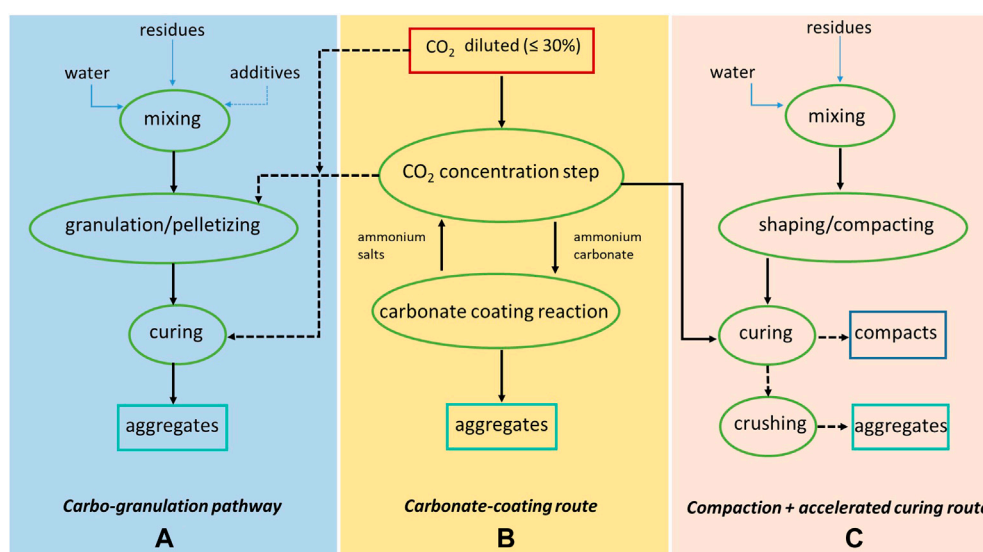 residues
water
additives
mixing
granulation/pelletizing
curing
aggregates
Carbo-granulation pathway
A
CO₂ diluted (≤ 30%)
CO₂ concentration step
ammonium
salts
ammonium
carbonate
carbonate coating reaction
aggregates
Carbonate-coating route
B
residues
water
mixing
shaping/compacting
curing
compacts
crushing
aggregates
Compaction + accelerated curing route
C